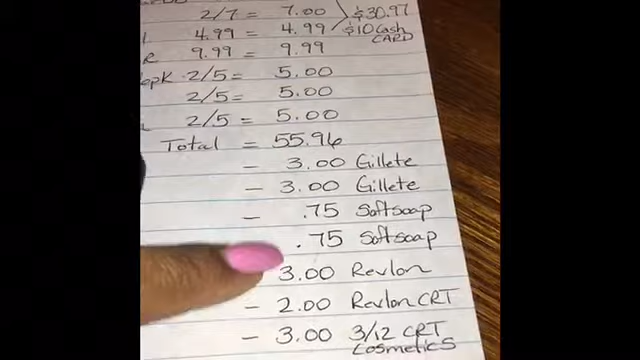 2/7 = 7.00 $30.97
4.99 = 4.99 $10 Cash CARD
R 9.99 = 9.99
epK 2/5 = 5.00
2/5 = 5.00
2/5 = 5.00
Total = 55.96
- 3.00 Gillete
- 3.00 Gillete
- .75 Softsoap
.75 Softsoap
3.00 Revlon
- 2.00 Revlon CRT
- 3.00 3/12 CRT
Cosmetics